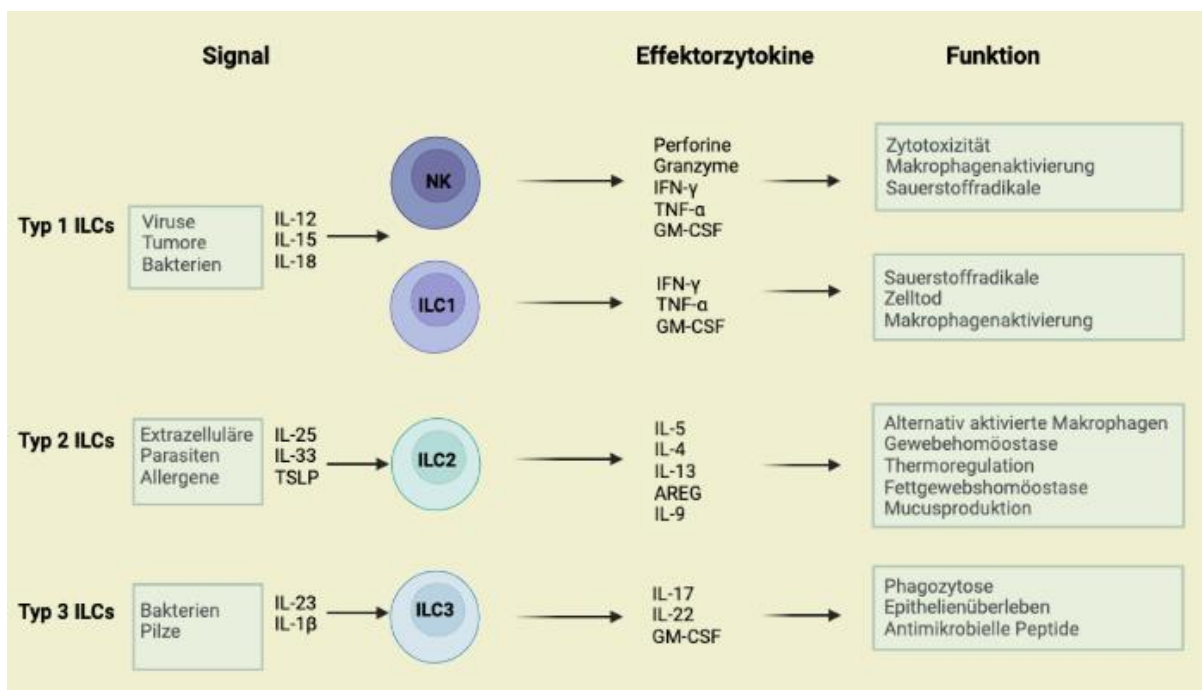 Signal
Effektorzytokine
Funktion
Typ 1 ILCs
Viruse
Tumore
Bakterien
IL-12
IL-15
IL-18
NK
Perforine
Granzyme
IFN-γ
TNF-α
GM-CSF
Zytotoxizität
Makrophagenaktivierung
Sauerstoffradikale
ILC1
IFN-γ
TNF-α
GM-CSF
Sauerstoffradikale
Zelltod
Makrophagenaktivierung
Typ 2 ILCs
Extrazelluläre
Parasiten
Allergene
IL-25
IL-33
TSLP
ILC2
IL-5
IL-4
IL-13
AREG
IL-9
Alternativ aktivierte Makrophagen
Gewebehomöostase
Thermoregulation
Fettgewebshomöostase
Mucusproduktion
Typ 3 ILCs
Bakterien
Pilze
IL-23
IL-1β
ILC3
IL-17
IL-22
GM-CSF
Phagozytose
Epithelienüberleben
Antimikrobielle Peptide